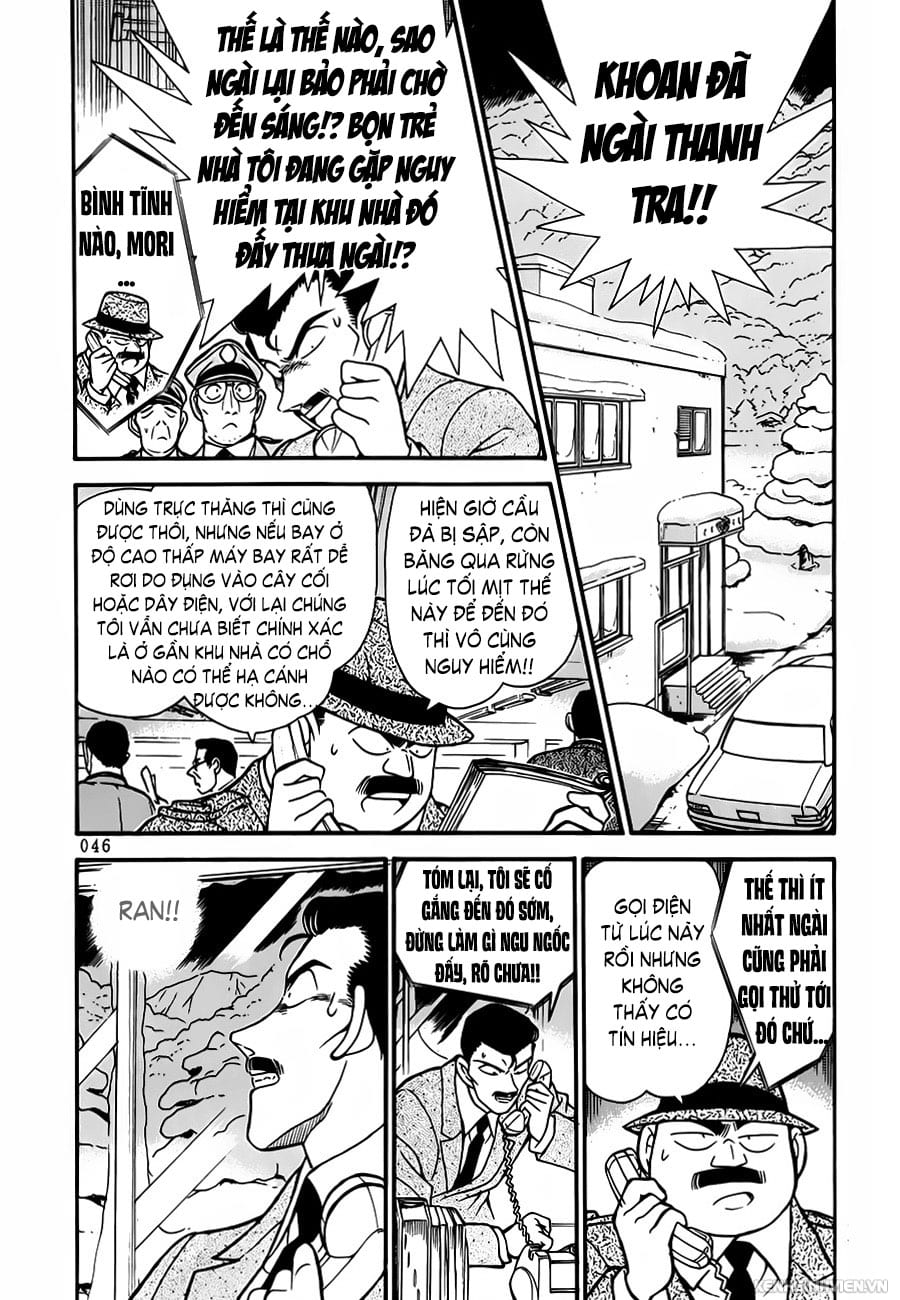 KHOAN ĐÃ
NGÀI THANH
TRA!!
THẾ LÀ THẾ NÀO, SAO
NGÀI LẠI BẢO PHẢI CHỜ
ĐẾN SÁNG!? BỌN TRẺ
NHÀ TÔI ĐANG GẶP NGUY
HIỂM TẠI KHU NHÀ ĐÓ
ĐẤY THƯA NGÀI!?
BÌNH TĨNH
NÀO, MORI
...
HIỆN GIỜ CẦU
ĐÃ BỊ SẬP, CÒN
BĂNG QUA RỪNG
LÚC TỐI MỊT THẾ
NÀY ĐỂ ĐẾN ĐÓ
THÌ VÔ CÙNG
NGUY HIỂM!!
DÙNG TRỰC THĂNG THÌ CŨNG
ĐƯỢC THÔI, NHƯNG NẾU BAY Ở
ĐỘ CAO THẤP MÁY BAY RẤT DỄ
RƠI DO ĐỤNG VÀO CÂY CỐI
HOẶC DÂY ĐIỆN, VỚI LẠI CHÚNG
TÔI VẪN CHƯA BIẾT CHÍNH XÁC
LÀ Ở GẦN KHU NHÀ CÓ CHỖ
NÀO CÓ THỂ HẠ CÁNH
ĐƯỢC KHÔNG...
046
THẾ THÌ ÍT
NHẤT NGÀI
CŨNG PHẢI
GỌI THỬ TỚI
ĐÓ CHỨ...
GỌI ĐIỆN
TỪ LÚC NÀY
RỒI NHƯNG
KHÔNG
THẤY CÓ
TÍN HIỆU...
TÓM LẠI, TÔI SẼ CỐ
GẮNG ĐẾN ĐÓ SỚM,
ĐỪNG LÀM GÌ NGU NGỐC
ĐẤY, RÕ CHƯA!!
RAN!!